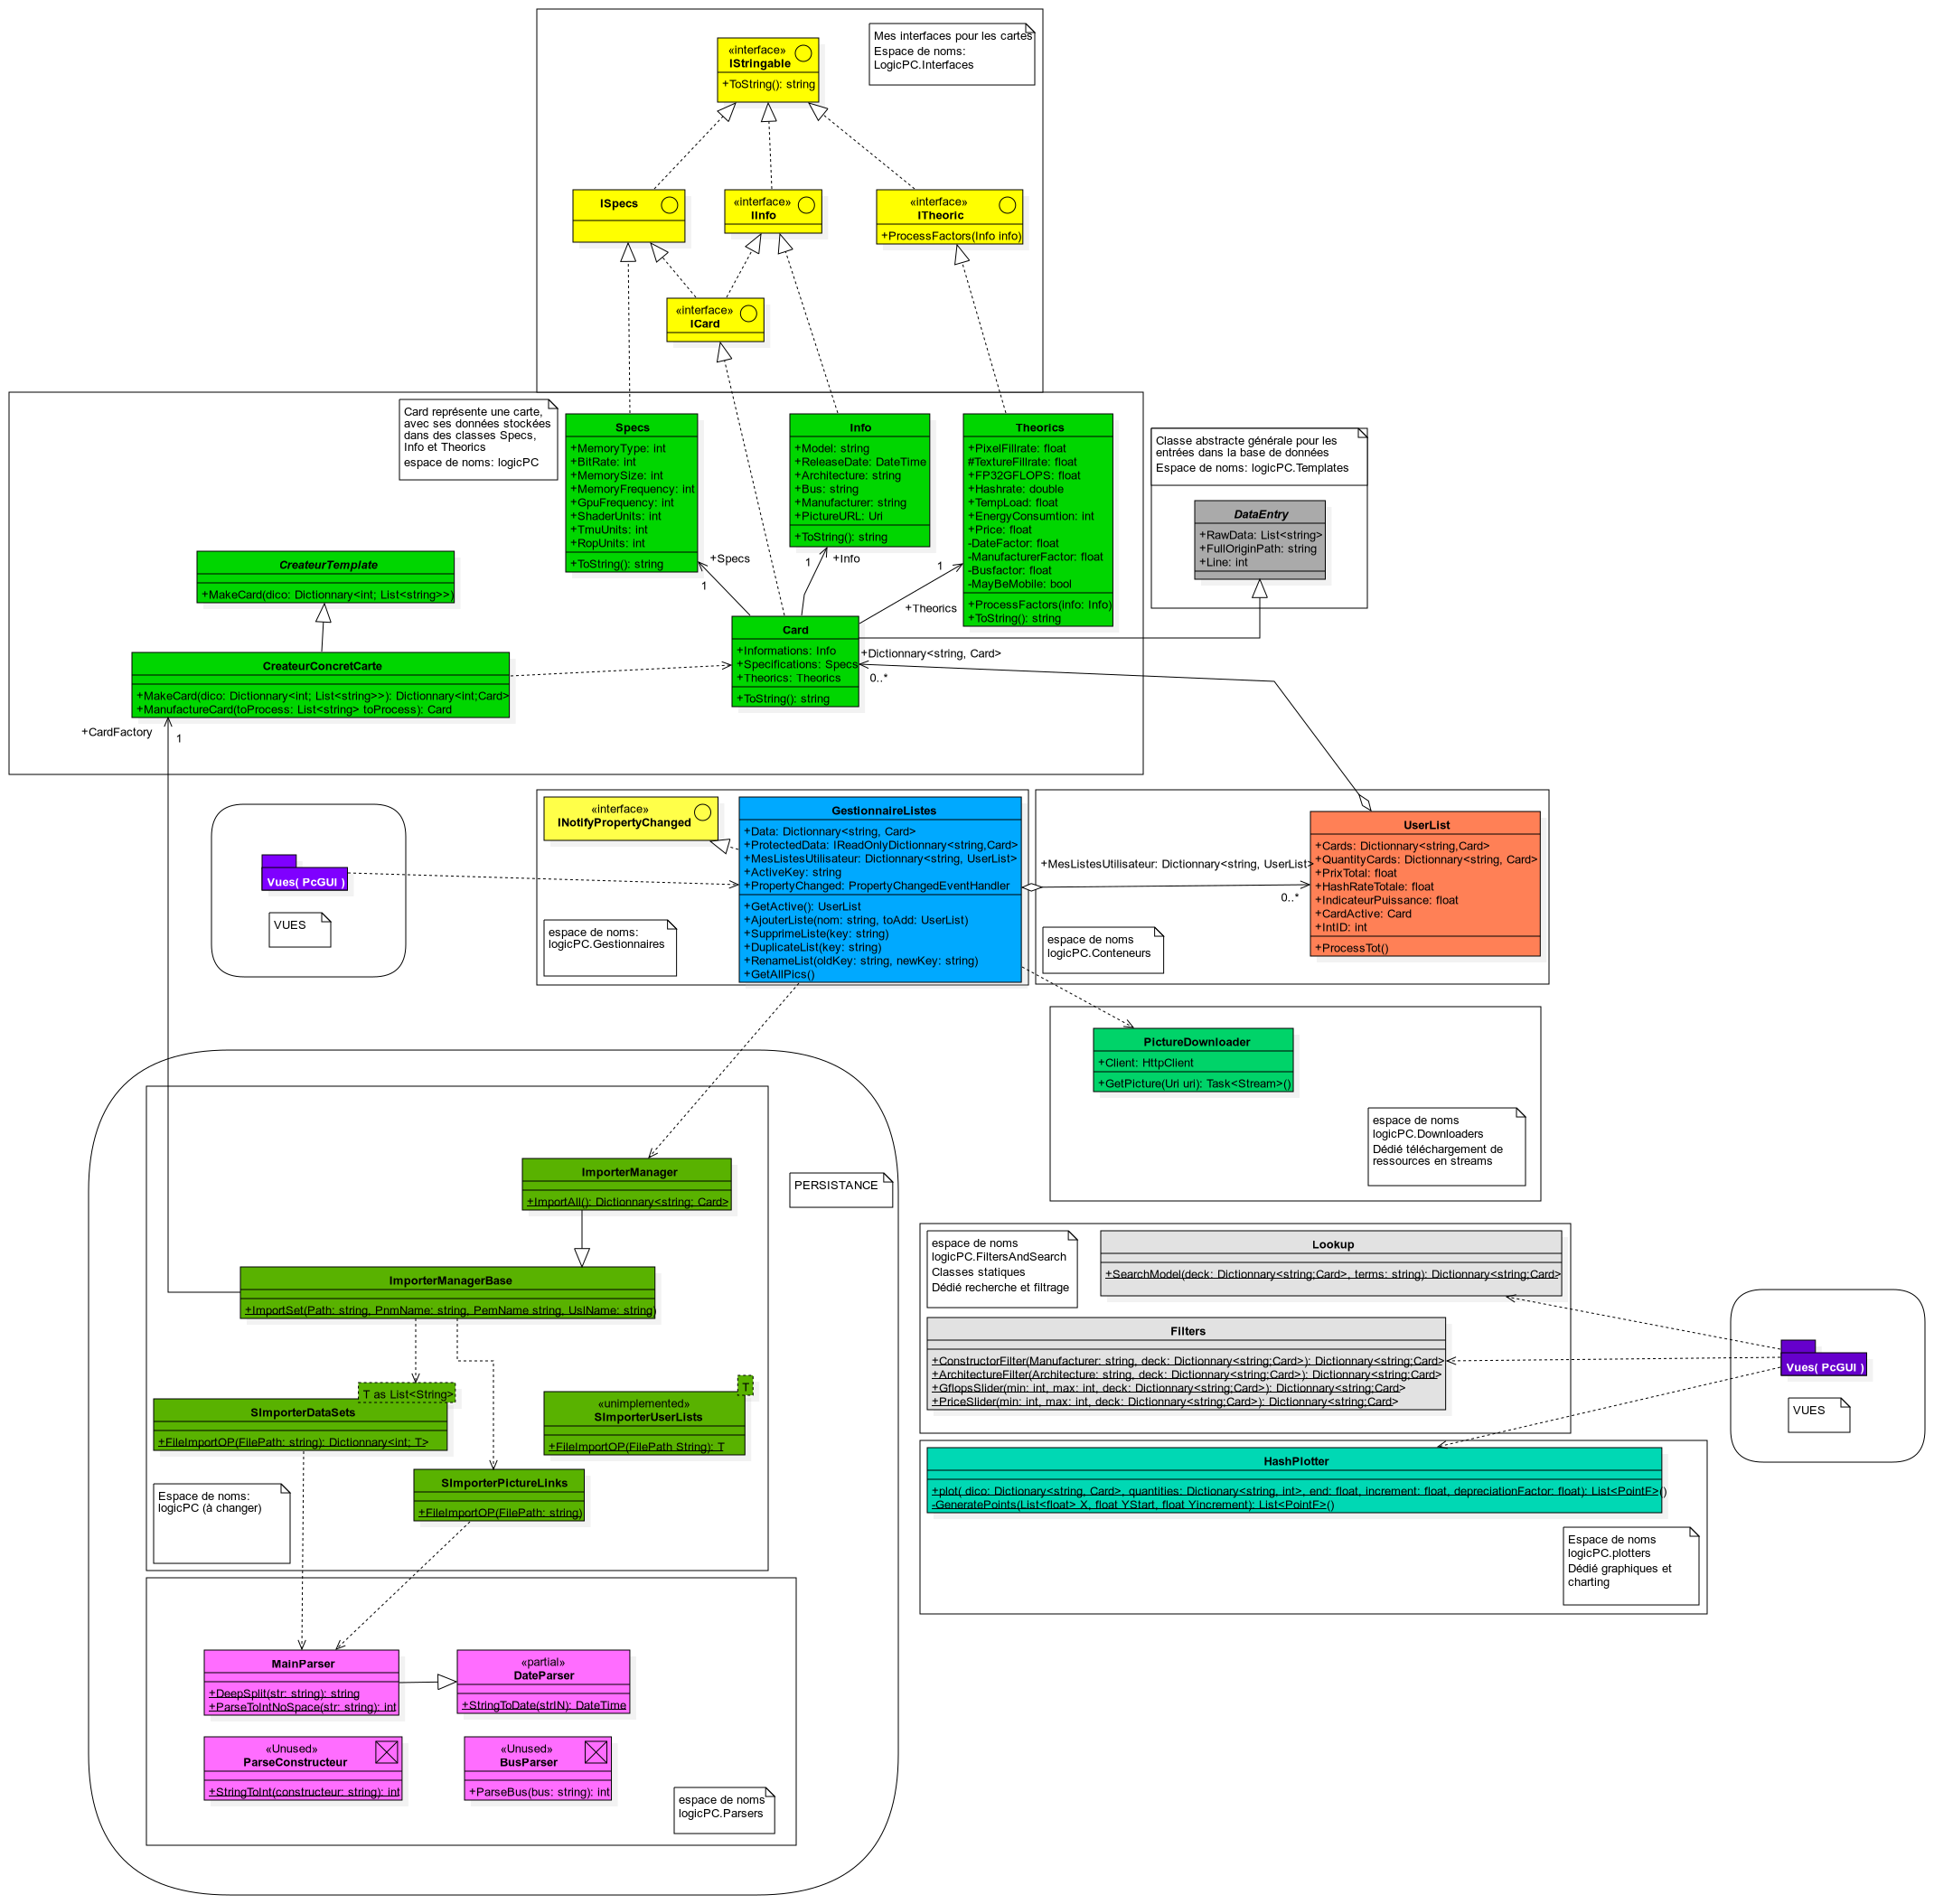 Mes interfaces pour les cartes
Espace de noms:
LogicPC.Interfaces
«interface»
IStringable
+ToString(): string
ISpecs
«interface»
IInfo
«interface»
ITheoric
+ProcessFactors(Info info)
«interface»
ICard
Card représente une carte,
avec ses données stockées
dans des classes Specs,
Info et Theorics
espace de noms: logicPC
Specs
+MemoryType: int
+BitRate: int
+MemorySize: int
+MemoryFrequency: int
+GpuFrequency: int
+ShaderUnits: int
+TmuUnits: int
+RopUnits: int
+ToString(): string
Info
+Model: string
+ReleaseDate: DateTime
+Architecture: string
+Bus: string
+Manufacturer: string
+PictureURL: Uri
+ToString(): string
Theorics
+PixelFillrate: float
#TextureFillrate: float
+FP32GFLOPS: float
+Hashrate: double
+TempLoad: float
+EnergyConsumtion: int
+Price: float
-DateFactor: float
-ManufacturerFactor: float
-Busfactor: float
-MayBeMobile: bool
+ProcessFactors(info: Info)
+ToString(): string
Classe abstracte générale pour les
entrées dans la base de données
Espace de noms: logicPC.Templates
DataEntry
+RawData: List<string>
+FullOriginPath: string
+Line: int
CreateurTemplate
+MakeCard(dico: Dictionnary<int; List<string>>)
+Specs
1
1
+Info
1
+Theorics
Card
+Informations: Info
+Specifications: Specs
+Theorics: Theorics
+ToString(): string
+Dictionnary<string, Card>
0..*
CreateurConcretCarte
+MakeCard(dico: Dictionnary<int; List<string>>): Dictionnary<int;Card>
+ManufactureCard(toProcess: List<string> toProcess): Card
+CardFactory
1
Vues( PcGUI )
VUES
«interface»
INotifyPropertyChanged
espace de noms:
logicPC.Gestionnaires
GestionnaireListes
+Data: Dictionnary<string, Card>
+ProtectedData: IReadOnlyDictionnary<string,Card>
+MesListesUtilisateur: Dictionnary<string, UserList>
+ActiveKey: string
+PropertyChanged: PropertyChangedEventHandler
+GetActive(): UserList
+AjouterListe(nom: string, toAdd: UserList)
+SupprimeListe(key: string)
+DuplicateList(key: string)
+RenameList(oldKey: string, newKey: string)
+GetAllPics()
+MesListesUtilisateur: Dictionnary<string, UserList>
0..*
espace de noms
logicPC.Conteneurs
UserList
+Cards: Dictionnary<string,Card>
+QuantityCards: Dictionnary<string, Card)
+PrixTotal: float
+HashRateTotale: float
+IndicateurPuissance: float
+CardActive: Card
+IntID: int
+ProcessTot()
PictureDownloader
+Client: HttpClient
+GetPicture(Uri uri): Task<Stream>()
espace de noms
logicPC.Downloaders
Dédié téléchargement de
ressources en streams
PERSISTANCE
ImporterManager
+ImportAll(): Dictionnary<string; Card>
ImporterManagerBase
+ImportSet(Path: string, PnmName: string, PemName string, UslName: string)
T as List<String>
SImporterDataSets
+FileImportOP(FilePath: string): Dictionnary<int; T>
T
«unimplemented»
SImporterUserLists
+FileImportOP(FilePath String): T
SImporterPictureLinks
+FileImportOP(FilePath: string)
Espace de noms:
logicPC (à changer)
espace de noms
logicPC.FiltersAndSearch
Classes statiques
Dédié recherche et filtrage
Lookup
+SearchModel(deck: Dictionnary<string;Card>, terms: string): Dictionnary<string;Card>
Filters
+ConstructorFilter(Manufacturer: string, deck: Dictionnary<string;Card>): Dictionnary<string;Card>
+ArchitectureFilter(Architecture: string, deck: Dictionnary<string;Card>): Dictionnary<string;Card>
+GflopsSlider(min: int, max: int, deck: Dictionnary<string;Card>): Dictionnary<string;Card>
+PriceSlider(min: int, max: int, deck: Dictionnary<string;Card>): Dictionnary<string;Card>
Vues( PcGUI )
VUES
HashPlotter
+plot( dico: Dictionary<string, Card>, quantities: Dictionary<string, int>, end: float, increment: float, depreciationFactor: float): List<PointF>()
-GeneratePoints(List<float> X, float YStart, float Yincrement): List<PointF>()
Espace de noms
logicPC.plotters
Dédié graphiques et
charting
MainParser
+DeepSplit(str: string): string
+ParseToIntNoSpace(str: string): int
«partial»
DateParser
+StringToDate(strIN): DateTime
«Unused»
ParseConstructeur
+StringToInt(constructeur: string): int
«Unused»
BusParser
+ParseBus(bus: string): int
espace de noms
logicPC.Parsers